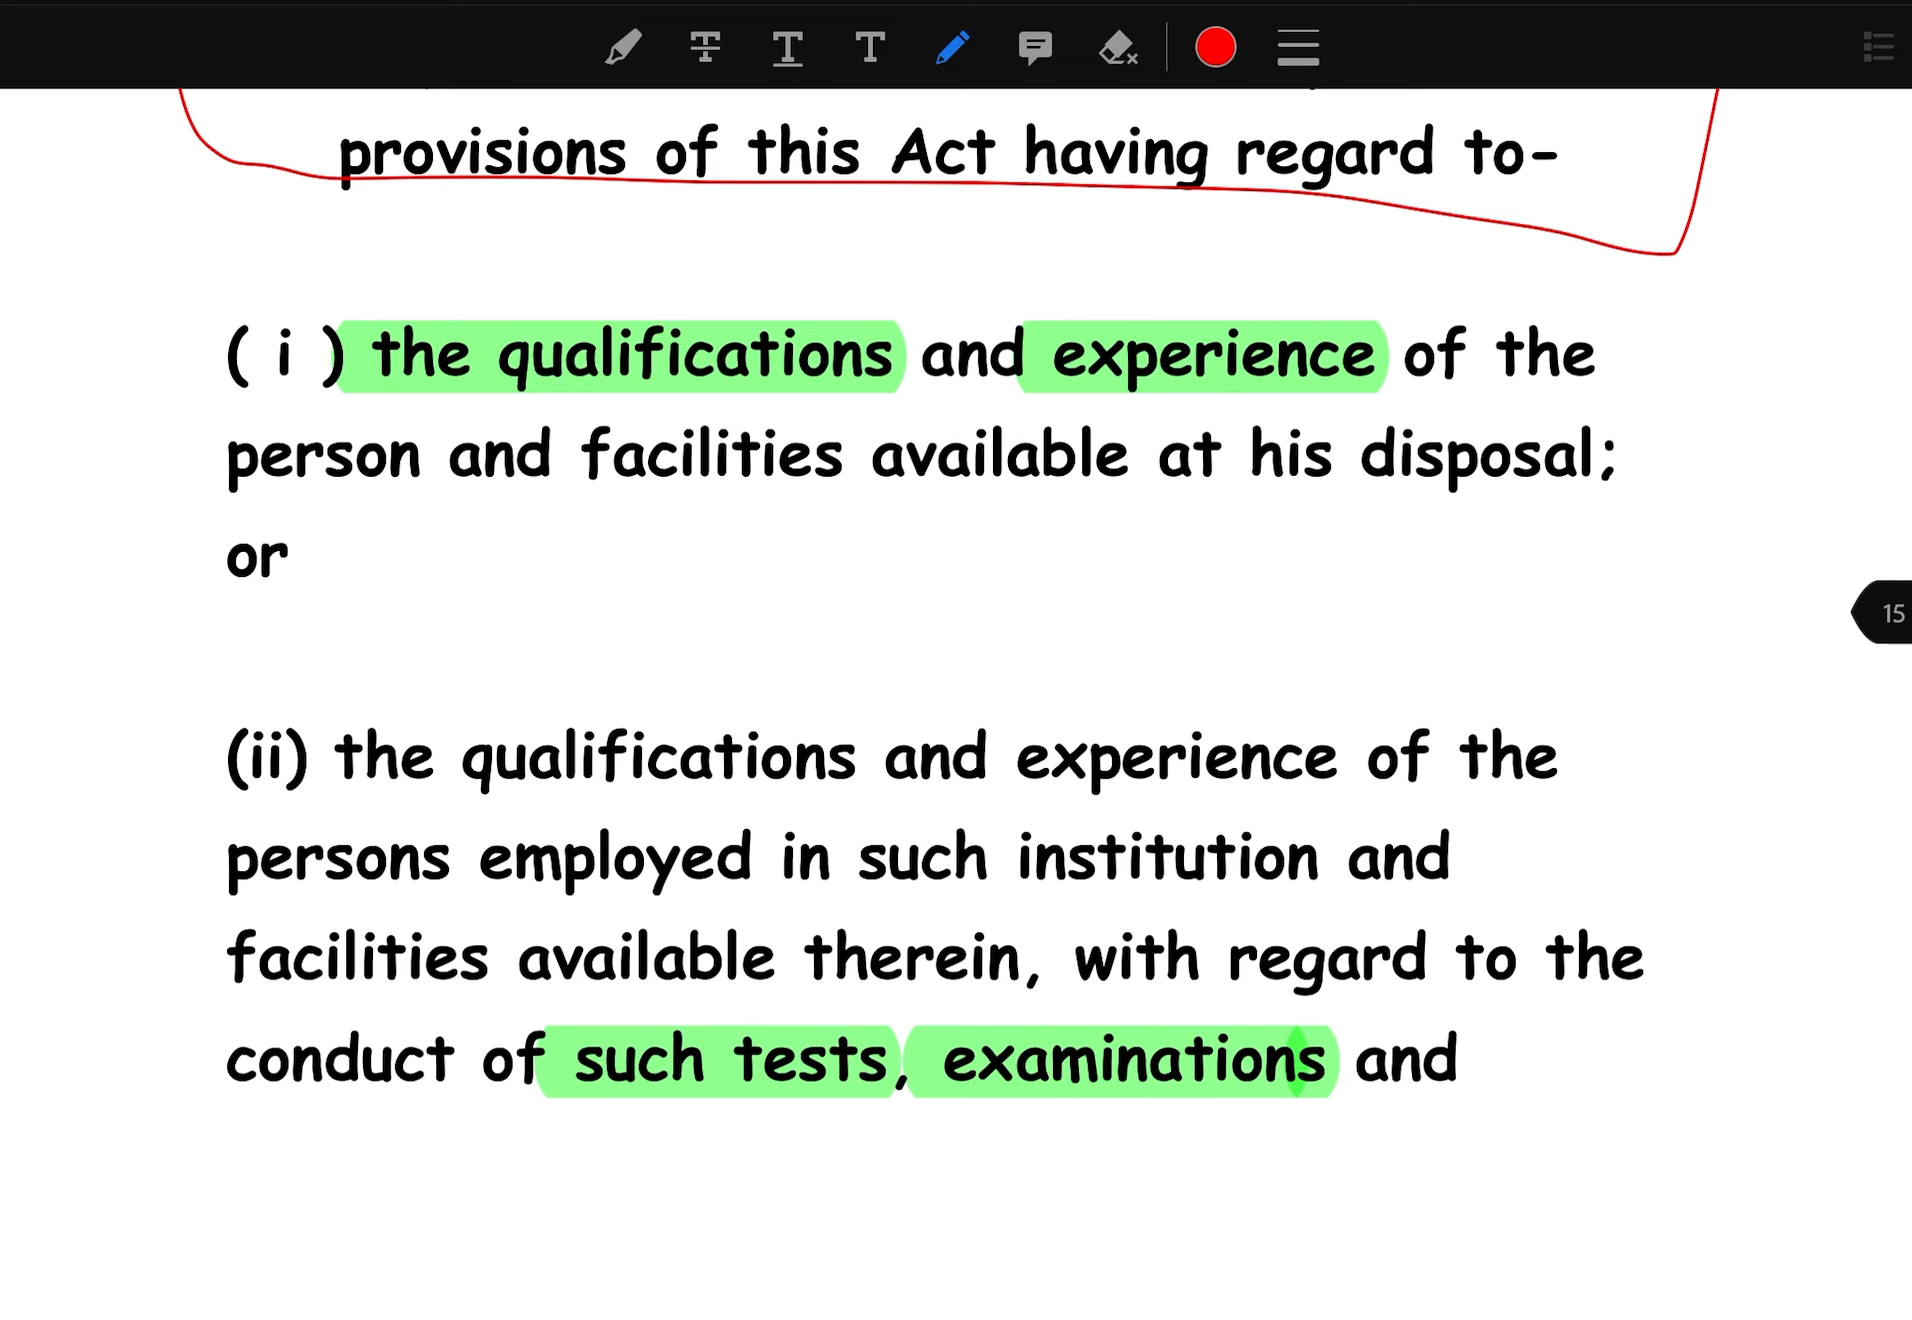 provisions of this Act having regard to-
( i ) the qualifications and experience of the
person and facilities available at his disposal;
or
15
(ii) the qualifications and experience of the
persons employed in such institution and
facilities available therein, with regard to the
conduct of such tests, examinations and